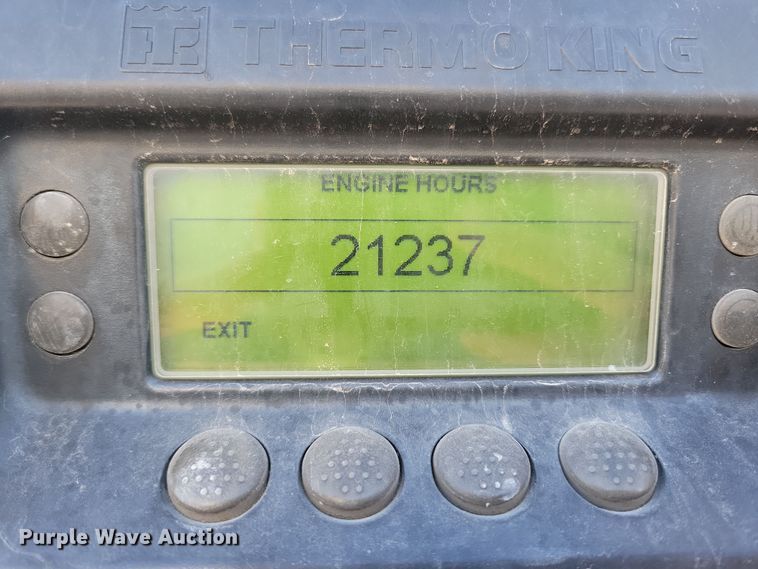 THERMO KING
ENGINE HOURS
21237
EXIT
Purple Wave Auction